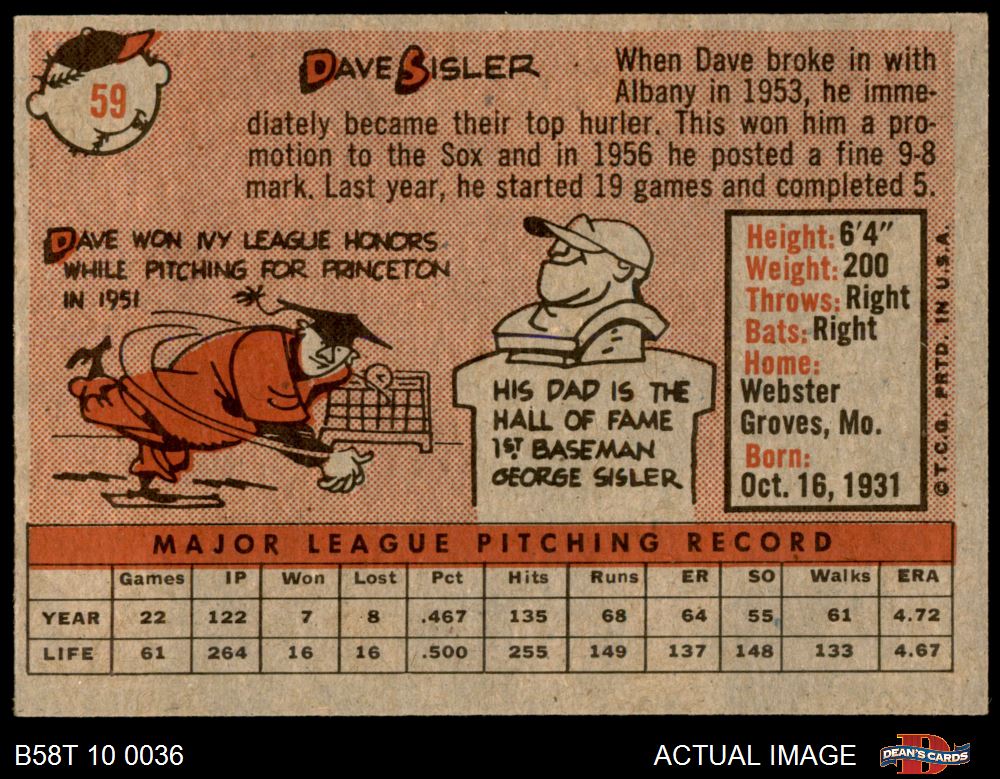 59
DAVE SISLER
When Dave broke in with
Albany in 1953, he imme-
diately became their top hurler. This won him a pro-
motion to the Sox and in 1956 he posted a fine 9-8
mark. Last year, he started 19 games and completed 5.
DAVE WON IVY LEAGUE HONORS
WHILE PITCHING FOR PRINCETON
IN 1951
HIS DAD IS THE
HALL OF FAME
1ST BASEMAN
GEORGE SISLER
Height: 6'4"
Weight: 200
Throws: Right
Bats: Right
Home:
Webster
Groves, Mo.
Born:
Oct. 16, 1931
© T.C.G. PRTD. IN U.S.A.
MAJOR LEAGUE PITCHING RECORD
Games IP Won Lost Pct Hits Runs ER SO Walks ERA
YEAR 22 122 7 8 .467 135 68 64 55 61 4.72
LIFE 61 264 16 16 .500 255 149 137 148 133 4.67
B58T 10 0036
ACTUAL IMAGE
DEAN'S CARDS